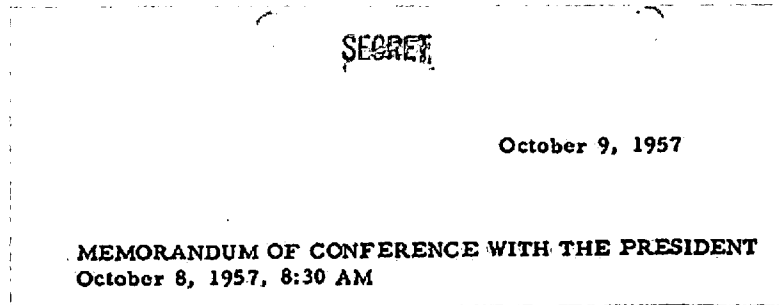 SECRET
October 9, 1957
MEMORANDUM OF CONFERENCE WITH THE PRESIDENT
October 8, 1957, 8:30 AM